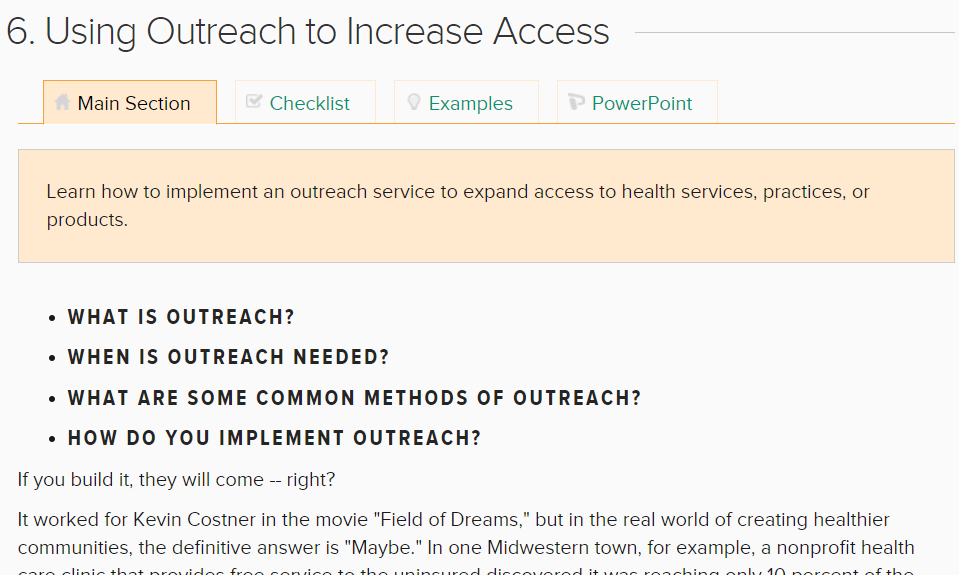 6. Using Outreach to Increase Access
Main Section
Checklist
Examples
PowerPoint
Learn how to implement an outreach service to expand access to health services, practices, or
products.
• WHAT IS OUTREACH?
• WHEN IS OUTREACH NEEDED?
• WHAT ARE SOME COMMON METHODS OF OUTREACH?
• HOW DO YOU IMPLEMENT OUTREACH?
If you build it, they will come -- right?
It worked for Kevin Costner in the movie "Field of Dreams," but in the real world of creating healthier
communities, the definitive answer is "Maybe." In one Midwestern town, for example, a nonprofit health
care clinic that provides free service to the uninsured discovered it was reaching only 10 percent of the